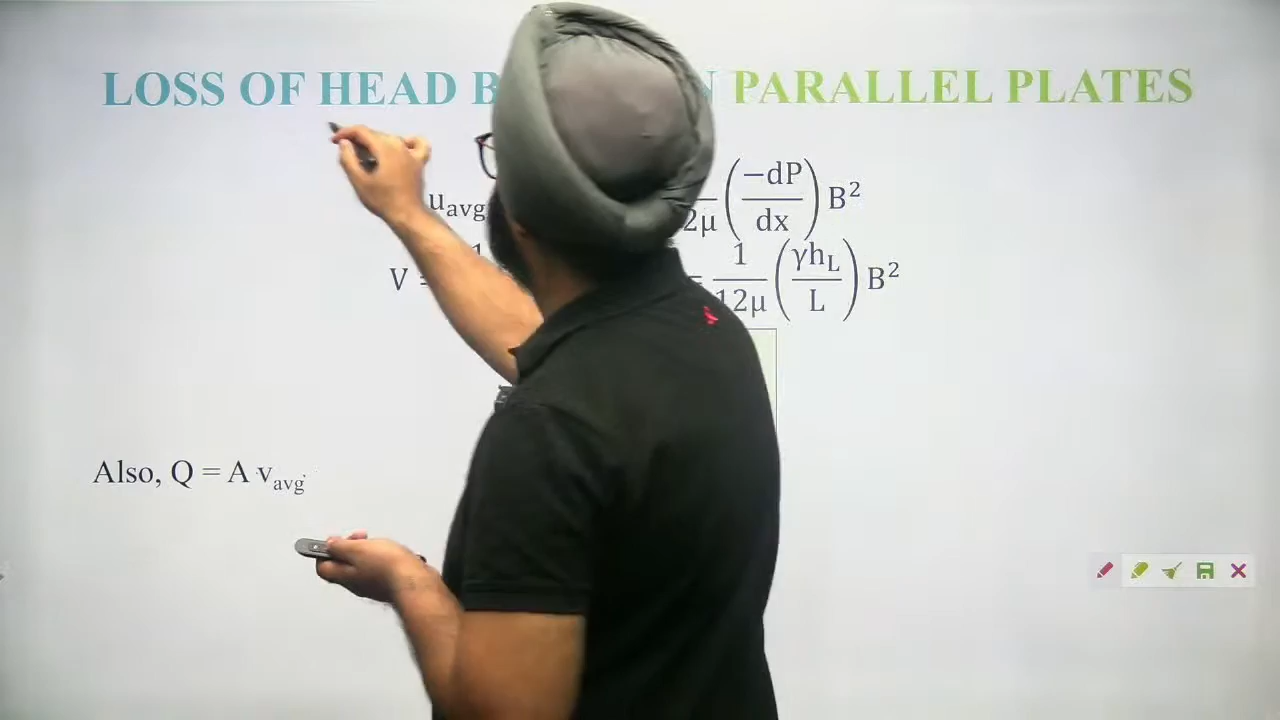 LOSS OF HEAD PARALLEL PLATES
u_avg 2μ (−dP/dx) B²
V = 1/12μ (γh_L/L) B²
Also, Q = A v_avg